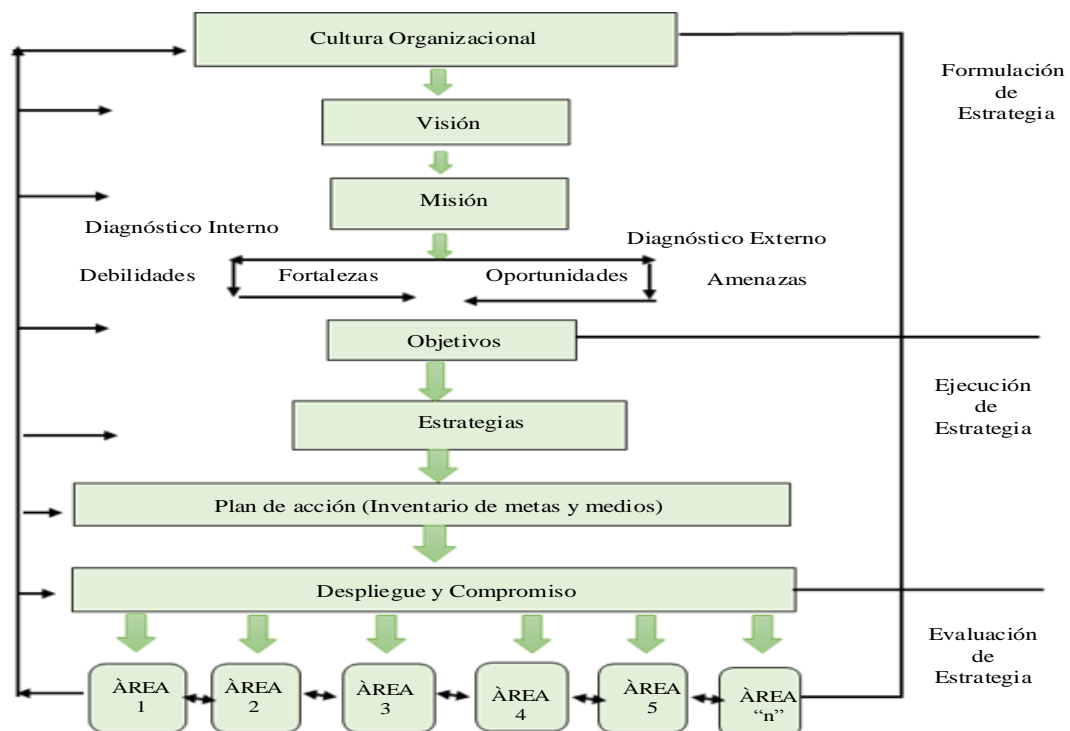 Cultura Organizacional
Formulación
de
Estrategia
Visión
Misión
Diagnóstico Interno
Diagnóstico Externo
Debilidades
Fortalezas
Oportunidades
Amenazas
Objetivos
Ejecución
de
Estrategia
Estrategias
Plan de acción (Inventario de metas y medios)
Despliegue y Compromiso
Evaluación
de
Estrategia
ÀREA
1
ÀREA
2
ÀREA
3
ÀREA
4
ÀREA
5
ÀREA
“n”